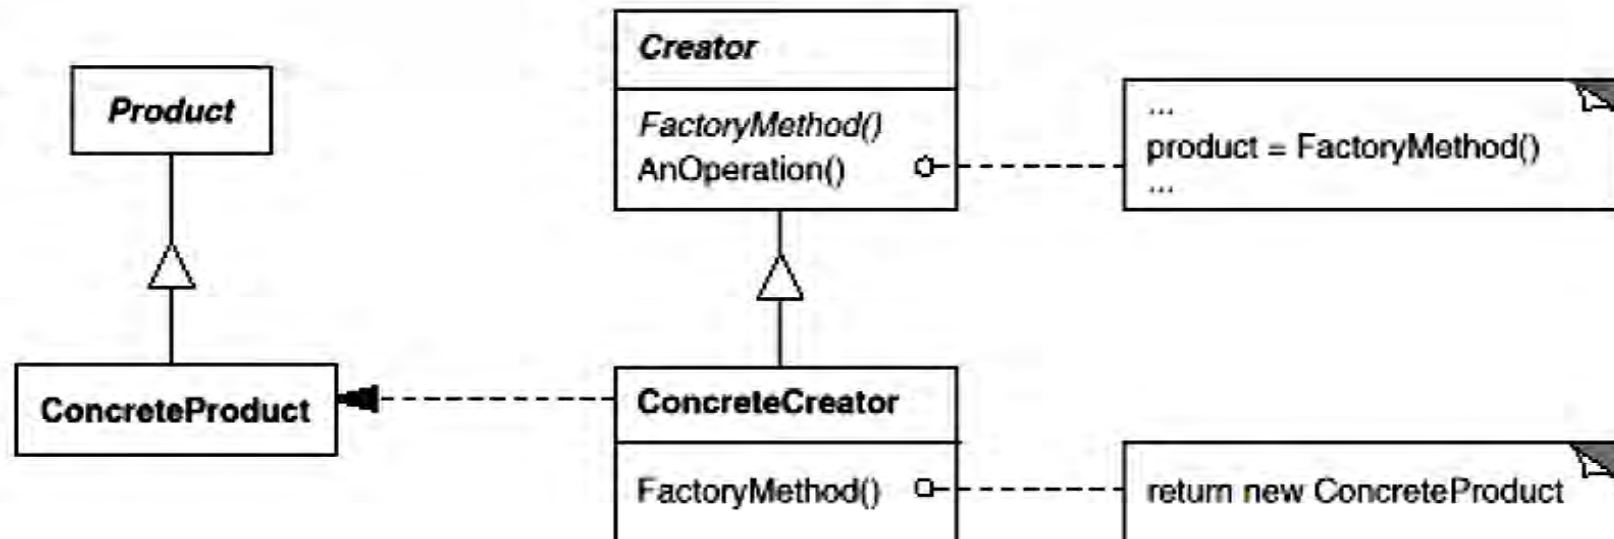 Product
ConcreteProduct
Creator
FactoryMethod()
AnOperation()
...
product = FactoryMethod()
...
ConcreteCreator
FactoryMethod()
return new ConcreteProduct